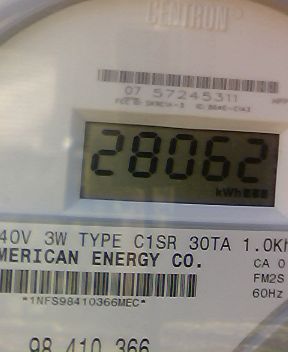 CENTRON®
07 57245311
28062
kWh
40V 3W TYPE C1SR 30TA 1.0Kh
MERICAN ENERGY CO.
CA 0
FM2S
60Hz
*1NFS98410366MEC*
98 410 366